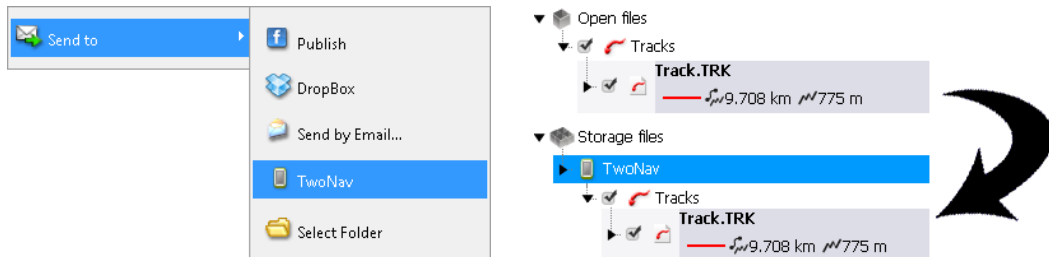 Send to
Publish
DropBox
Send by Email...
TwoNav
Select Folder
Open files
Tracks
Track.TRK
9.708 km 775 m
Storage files
TwoNav
Tracks
Track.TRK
9.708 km 775 m